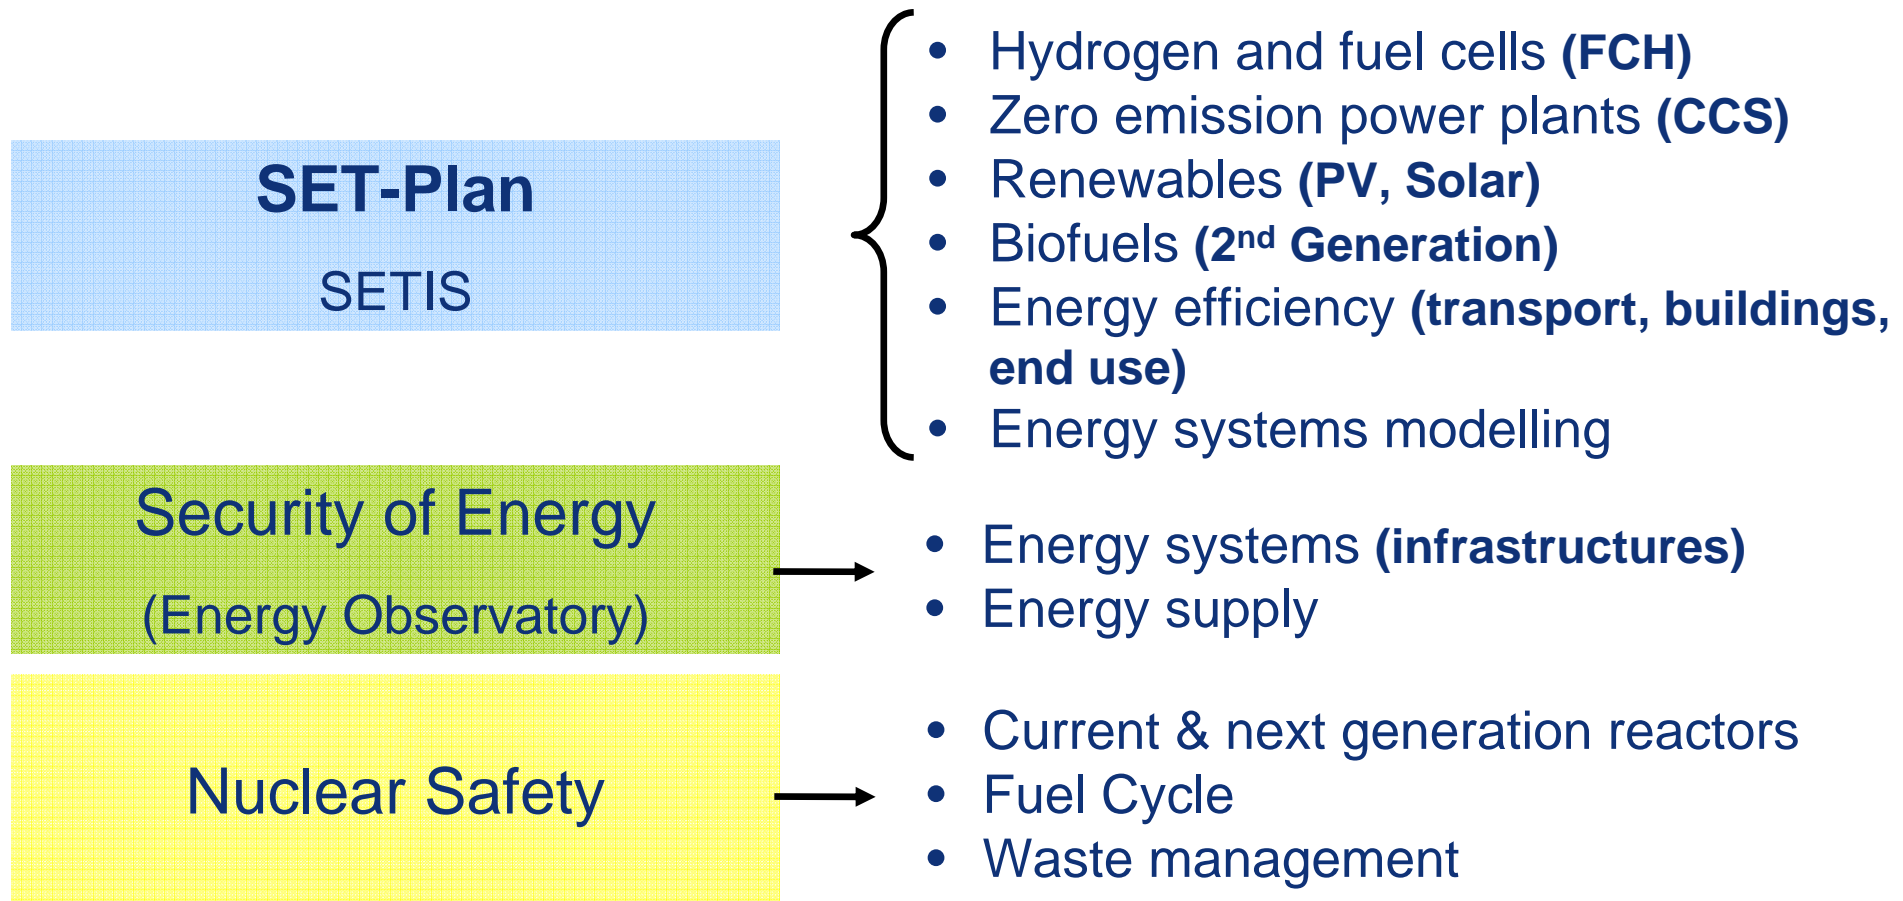 SET-Plan
SETIS
• Hydrogen and fuel cells (FCH)
• Zero emission power plants (CCS)
• Renewables (PV, Solar)
• Biofuels (2nd Generation)
• Energy efficiency (transport, buildings,
end use)
• Energy systems modelling
Security of Energy
(Energy Observatory)
• Energy systems (infrastructures)
• Energy supply
Nuclear Safety
• Current & next generation reactors
• Fuel Cycle
• Waste management